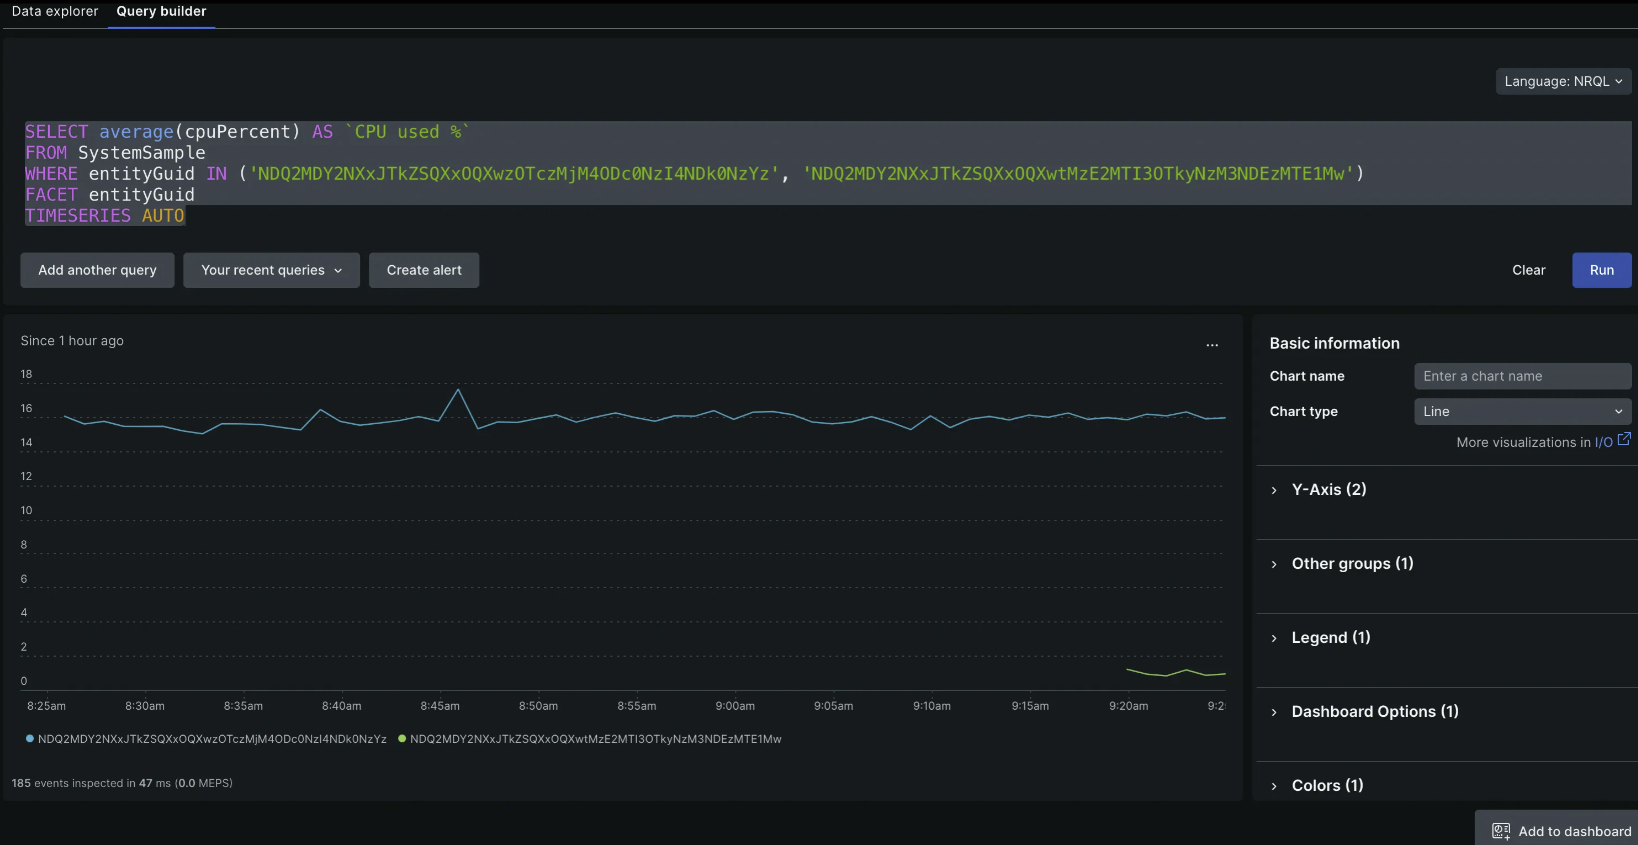 Data explorer Query builder
Language: NRQL
SELECT average(cpuPercent) AS `CPU used %`
FROM SystemSample
WHERE entityGuid IN ('NDQ2MDY2NXxJTkZSQXxOQXwzOTczMjM4ODc0NzI4NDk0NzYz', 'NDQ2MDY2NXxJTkZSQXxOQXwtMzE2MTI3OTkyNzM3NDEzMTE1Mw')
FACET entityGuid
TIMESERIES AUTO
Add another query Your recent queries Create alert Clear Run
Since 1 hour ago
...
18
16
14
12
10
8
6
4
2
0
8:25am 8:30am 8:35am 8:40am 8:45am 8:50am 8:55am 9:00am 9:05am 9:10am 9:15am 9:20am 9:2
NDQ2MDY2NXxJTkZSQXxOQXwzOTczMjM4ODc0NzI4NDk0NzYz NDQ2MDY2NXxJTkZSQXxOQXwtMzE2MTI3OTkyNzM3NDEzMTE1Mw
185 events inspected in 47 ms (0.0 MEPS)
Basic information
Chart name Enter a chart name
Chart type Line
More visualizations in I/O
Y-Axis (2)
Other groups (1)
Legend (1)
Dashboard Options (1)
Colors (1)
Add to dashboard